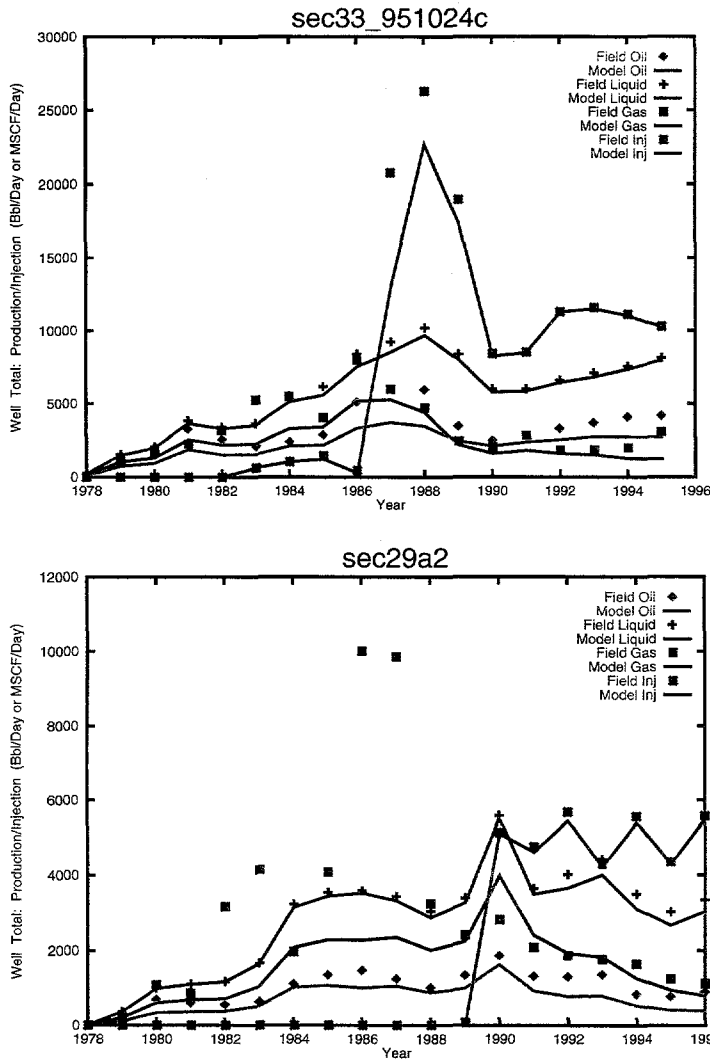 sec33_951024c
30000
25000
20000
15000
10000
5000
0
Well Total: Production/Injection (Bbl/Day or MSCF/Day)
Field Oil
Model Oil
Field Liquid
Model Liquid
Field Gas
Model Gas
Field Inj
Model Inj
1978 1980 1982 1984 1986 1988 1990 1992 1994 1996
Year
sec29a2
12000
10000
8000
6000
4000
2000
0
Well Total: Production/Injection (Bbl/Day or MSCF/Day)
Field Oil
Model Oil
Field Liquid
Model Liquid
Field Gas
Model Gas
Field Inj
Model Inj
1978 1980 1982 1984 1986 1988 1990 1992 1994 199
Year